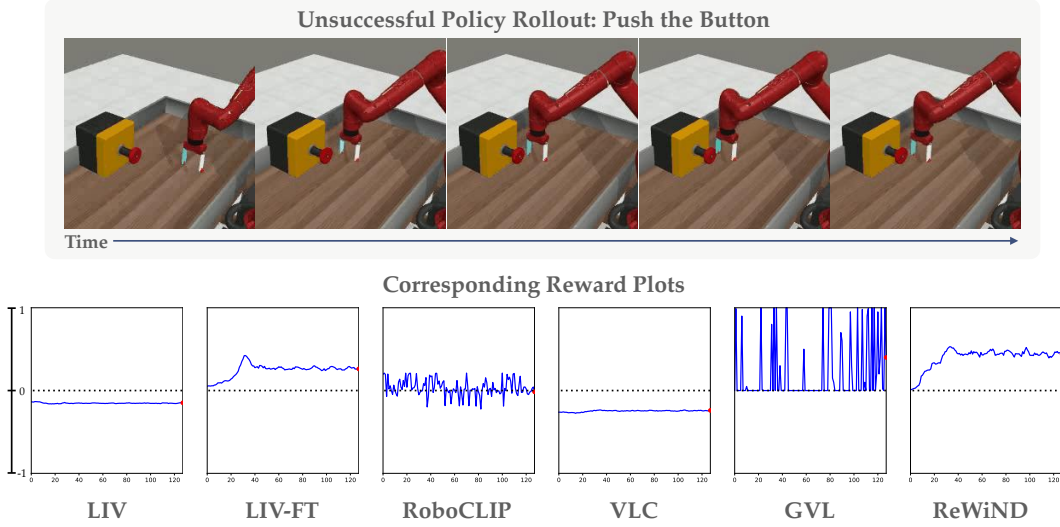 Unsuccessful Policy Rollout: Push the Button
Time
Corresponding Reward Plots
1
0
-1
0 20 40 60 80 100 120
0 20 40 60 80 100 120
0 20 40 60 80 100 120
0 20 40 60 80 100 120
0 20 40 60 80 100 120
0 20 40 60 80 100 120
LIV LIV-FT RoboCLIP VLC GVL ReWiND